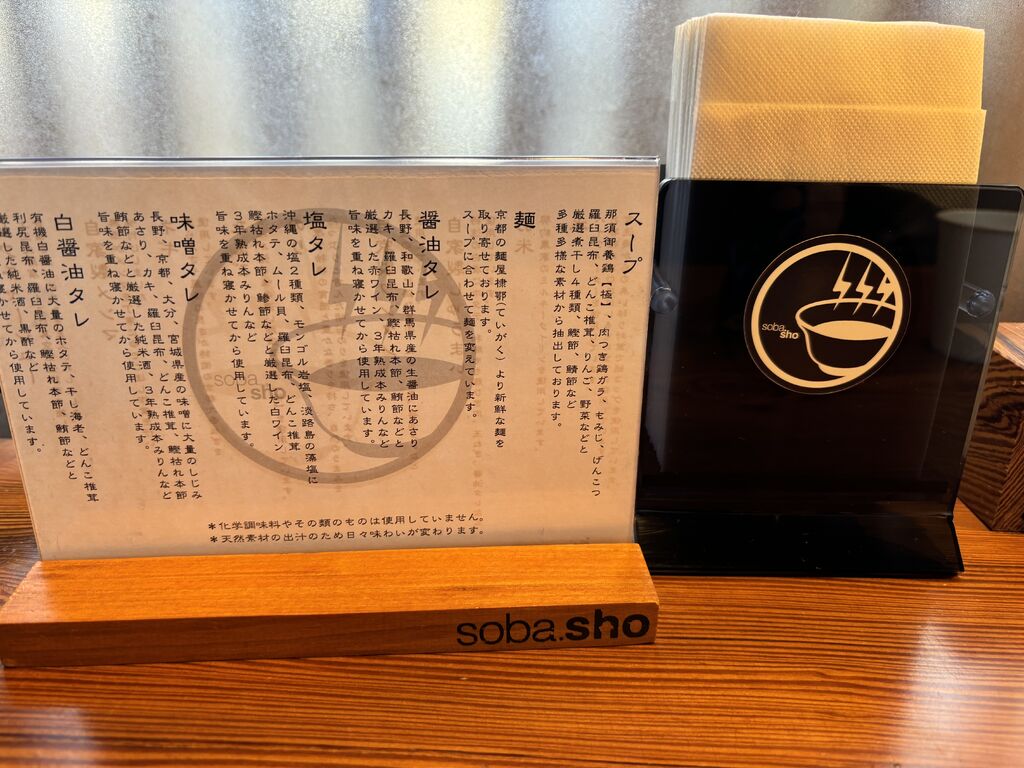 スープ
那須御養鶏【極】、肉つき鶏ガラ、もみじ、げんこつ
羅臼昆布、どんこ椎茸、りんご、野菜などと
厳選煮干し4種類、鰹節、鯖節など
多種多様な素材から抽出しております。
麺
京都の麺屋棣鄂(ていがく)より新鮮な麺を
取り寄せております。
スープに合わせて麺を変えています。
醤油タレ
長野、和歌山、群馬県産の生醤油にあさり、
カキ、羅臼昆布、鰹枯れ本節、鯖節などと
厳選した赤ワイン、3年熟成本みりんなど
旨味を重ね寝かせてから使用しています。
塩タレ
沖縄の塩2種類、モンゴル岩塩、淡路島の藻塩に
ホタテ、ムール貝、羅臼昆布、どんこ椎茸
鰹枯れ本節、鯵節などと厳選した白ワイン
3年熟成本みりんなど
旨味を重ね寝かせてから使用しています。
味噌タレ
長野、京都、大分、宮城県産の味噌に大量のしじみ
あさり、カキ、羅臼昆布、どんこ椎茸、鰹枯れ本節
鮪節などと厳選した純米酒、3年熟成本みりんなど
旨味を重ね寝かせてから使用しています。
白醤油タレ
有機白醤油に大量のホタテ、干し海老、どんこ椎茸
利尻昆布、羅臼昆布、鰹枯れ本節、鮪節などと
厳選した純米酒、黒酢など
寝かせてから使用しています。
*化学調味料やその類のものは使用していません。
*天然素材の出汁のため日々味わいが変わります。
soba.sho
soba.
sho
soba.
sho